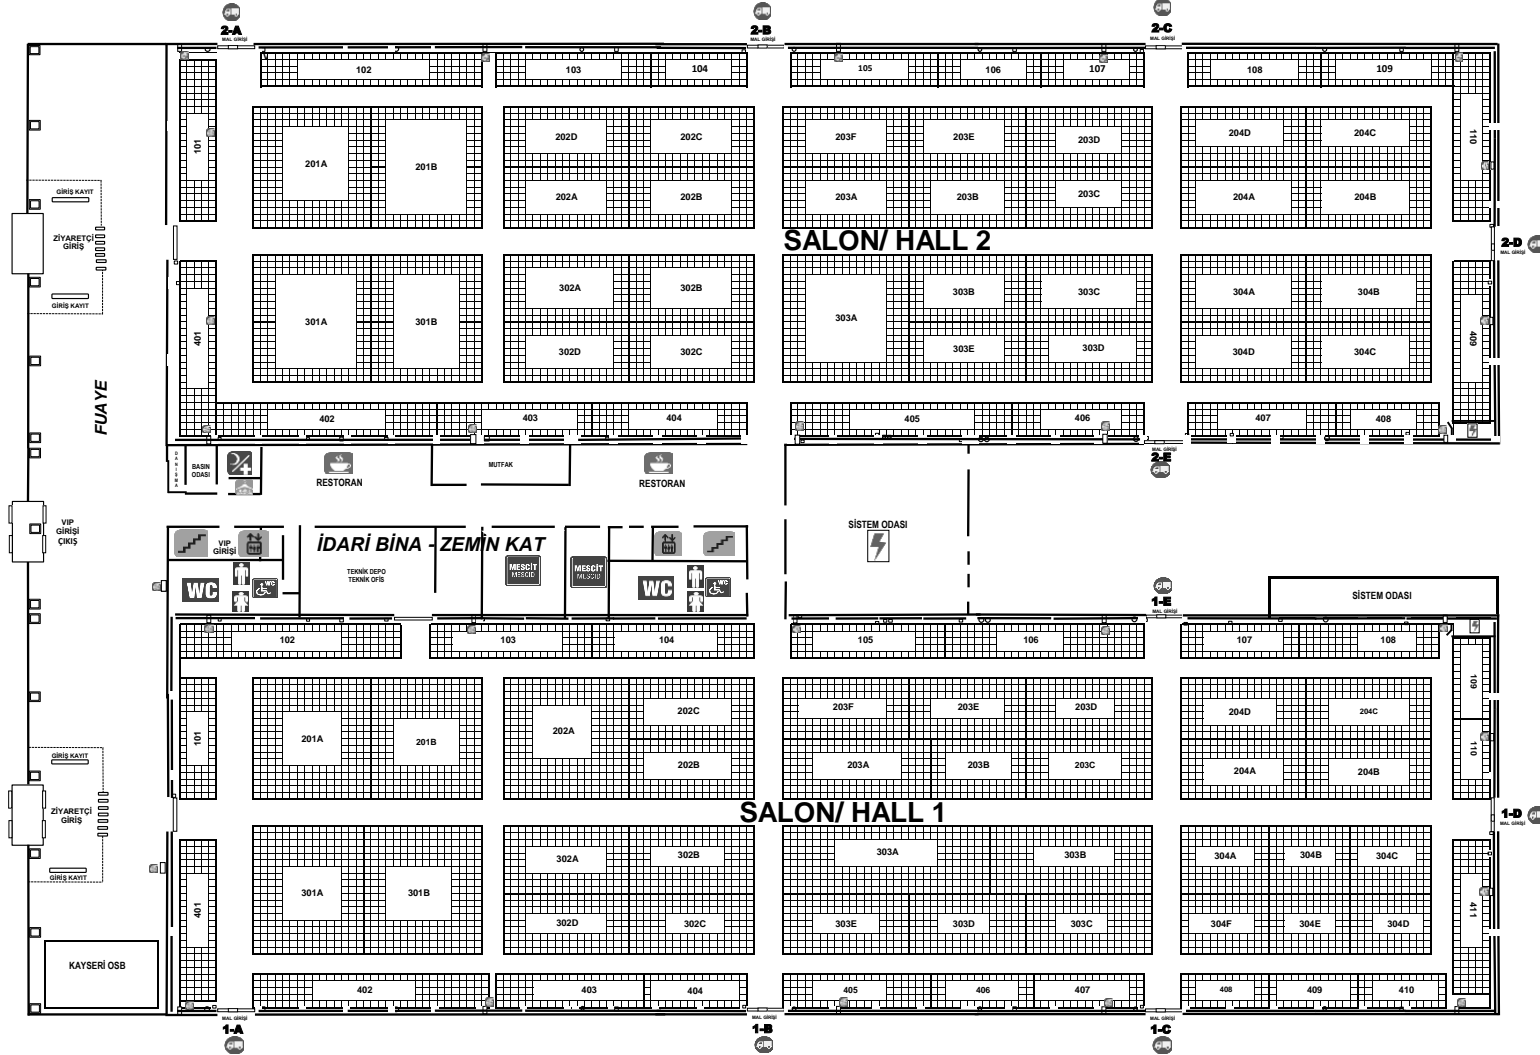 2-A
MAL GİRİŞİ
2-B
MAL GİRİŞİ
2-C
MAL GİRİŞİ
102
103
104
105
106
107
108
109
101
201A
201B
202D
202C
203F
203E
203D
204D
204C
110
202A
202B
203A
203B
203C
204A
204B
GİRİŞ KAYIT
ZİYARETÇİ
GİRİŞ
GİRİŞ KAYIT
SALON/ HALL 2
2-D
MAL GİRİŞİ
401
301A
301B
302A
302B
303A
303B
303C
304A
304B
409
302D
302C
303E
303D
304D
304C
FUAYE
402
403
404
405
406
407
408
DANIŞMA
BASIN
ODASI
RESTORAN
MUTFAK
RESTORAN
2-E
MAL GİRİŞİ
VIP
GİRİŞİ
ÇIKIŞ
VIP
GİRİŞİ
İDARİ BİNA - ZEMİN KAT
SİSTEM ODASI
TEKNİK DEPO
TEKNİK OFİS
MESCİT
MESCID
MESCİT
MESCID
WC
WC
WC
WC
1-E
MAL GİRİŞİ
SİSTEM ODASI
102
103
104
105
106
107
108
109
101
201A
201B
202A
202C
203F
203E
203D
204D
204C
110
202B
203A
203B
203C
204A
204B
GİRİŞ KAYIT
ZİYARETÇİ
GİRİŞ
GİRİŞ KAYIT
SALON/ HALL 1
1-D
MAL GİRİŞİ
401
301A
301B
302A
302B
303A
303B
304A
304B
304C
411
302D
302C
303E
303D
303C
304F
304E
304D
KAYSERİ OSB
402
403
404
405
406
407
408
409
410
1-A
MAL GİRİŞİ
1-B
MAL GİRİŞİ
1-C
MAL GİRİŞİ